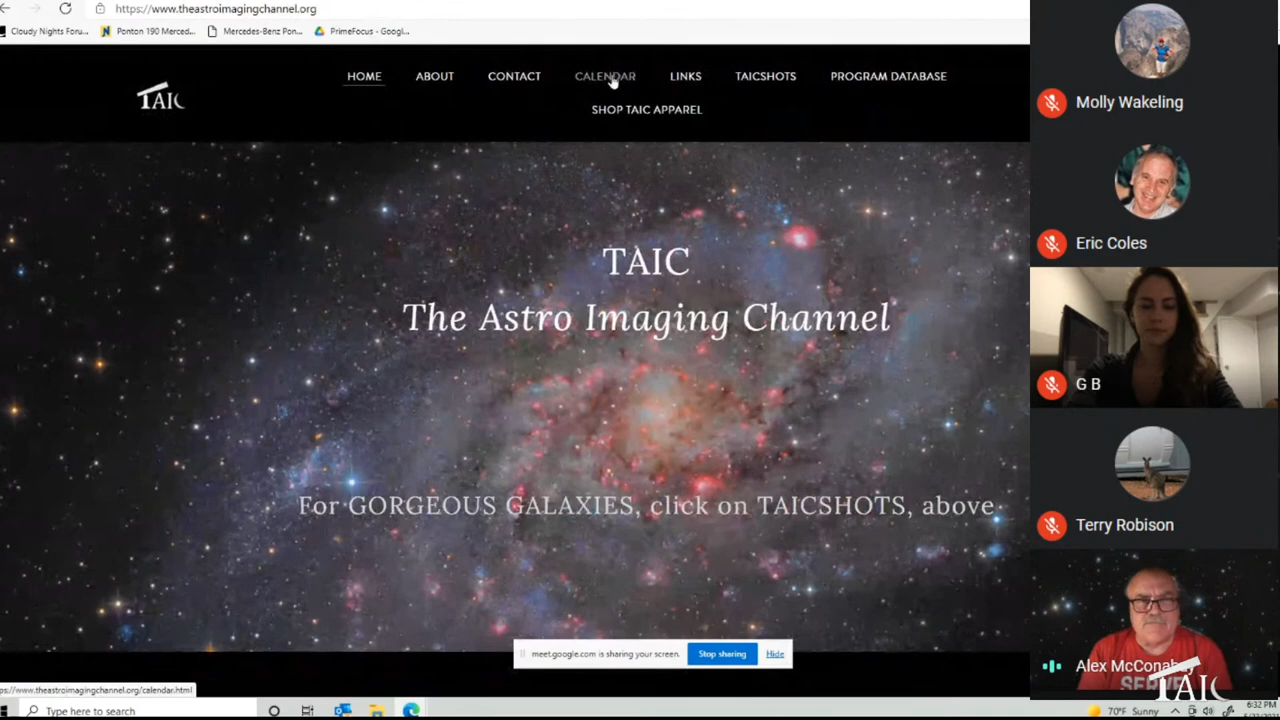 https://www.theastroimagingchannel.org
Cloudy Nights Foru...
Ponton 190 Merced...
Mercedes-Benz Pon...
PrimeFocus - Googl...
HOME
ABOUT
CONTACT
CALENDAR
LINKS
TAICSHOTS
PROGRAM DATABASE
SHOP TAIC APPAREL
TAIC
TAIC
The Astro Imaging Channel
For GORGEOUS GALAXIES, click on TAICSHOTS, above
meet.google.com is sharing your screen.
Stop sharing
Hide
ps://www.theastroimagingchannel.org/calendar.html
Type here to search
70°F Sunny
6:32 PM
Molly Wakeling
Eric Coles
G B
Terry Robison
Alex McConahay
SERVE
TAIC